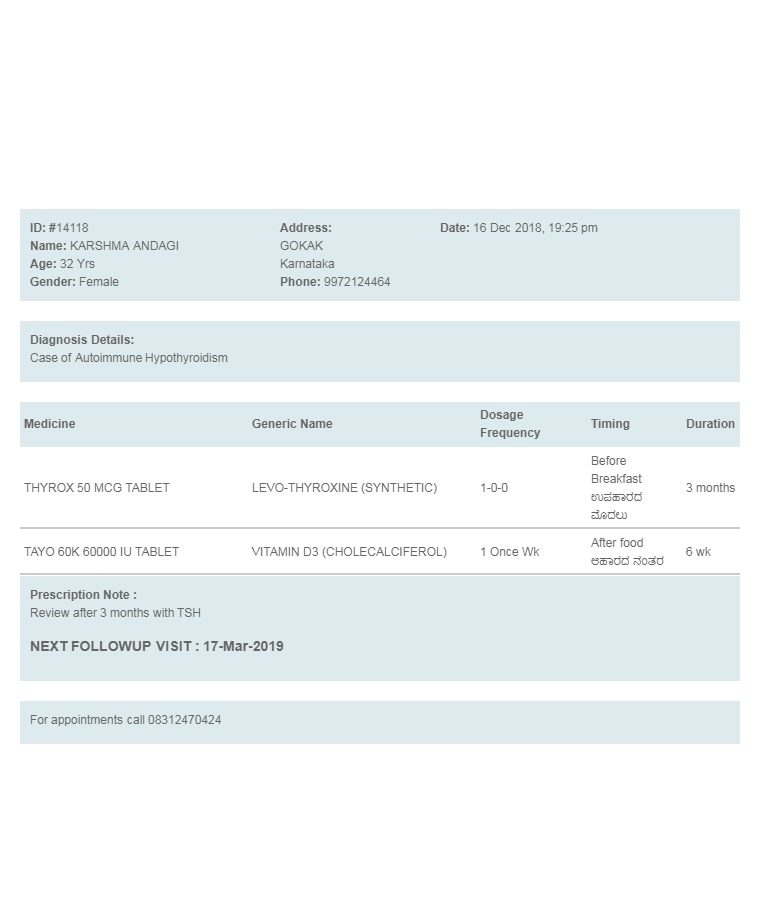 ID: #14118
Name: KARSHMA ANDAGI
Age: 32 Yrs
Gender: Female
Address:
GOKAK
Karnataka
Phone: 9972124464
Date: 16 Dec 2018, 19:25 pm
Diagnosis Details:
Case of Autoimmune Hypothyroidism
Medicine Generic Name Dosage Frequency Timing Duration
THYROX 50 MCG TABLET LEVO-THYROXINE (SYNTHETIC) 1-0-0 Before Breakfast ಉಪಹಾರದ ಮೊದಲು 3 months
TAYO 60K 60000 IU TABLET VITAMIN D3 (CHOLECALCIFEROL) 1 Once Wk After food ಆಹಾರದ ನಂತರ 6 wk
Prescription Note :
Review after 3 months with TSH
NEXT FOLLOWUP VISIT : 17-Mar-2019
For appointments call 08312470424